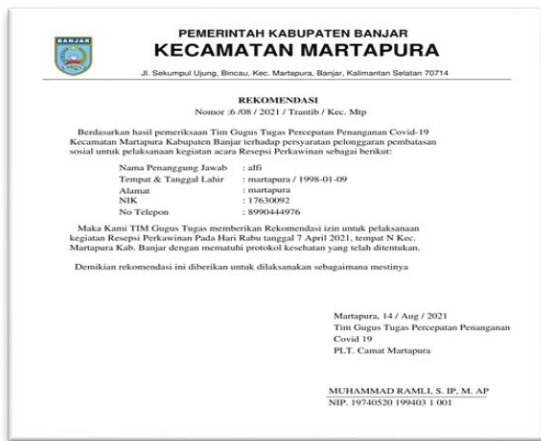 BANJAR
PEMERINTAH KABUPATEN BANJAR
KECAMATAN MARTAPURA
Jl. Sekumpul Ujung, Bincau, Kec. Martapura, Banjar, Kalimantan Selatan 70714
REKOMENDASI
Nomor :6 /08 / 2021 / Trantib / Kec. Mtp
Berdasarkan hasil pemeriksaan Tim Gugus Tugas Percepatan Penanganan Covid-19
Kecamatan Martapura Kabupaten Banjar terhadap persyaratan pelonggaran pembatasan
sosial untuk pelaksanaan kegiatan acara Resepsi Perkawinan sebagai berikut:
Nama Penanggung Jawab : alfi
Tempat & Tanggal Lahir : martapura / 1998-01-09
Alamat : martapura
NIK : 17630092
No Telepon : 8990444976
Maka Kami TIM Gugus Tugas memberikan Rekomendasi izin untuk pelaksanaan
kegiatan Resepsi Perkawinan Pada Hari Rabu tanggal 7 April 2021, tempat N Kec.
Martapura Kab. Banjar dengan mematuhi protokol kesehatan yang telah ditentukan.
Demikian rekomendasi ini diberikan untuk dilaksanakan sebagaimana mestinya
Martapura, 14 / Aug / 2021
Tim Gugus Tugas Percepatan Penanganan
Covid 19
PLT. Camat Martapura
MUHAMMAD RAMLI, S. IP, M. AP
NIP. 19740520 199403 1 001